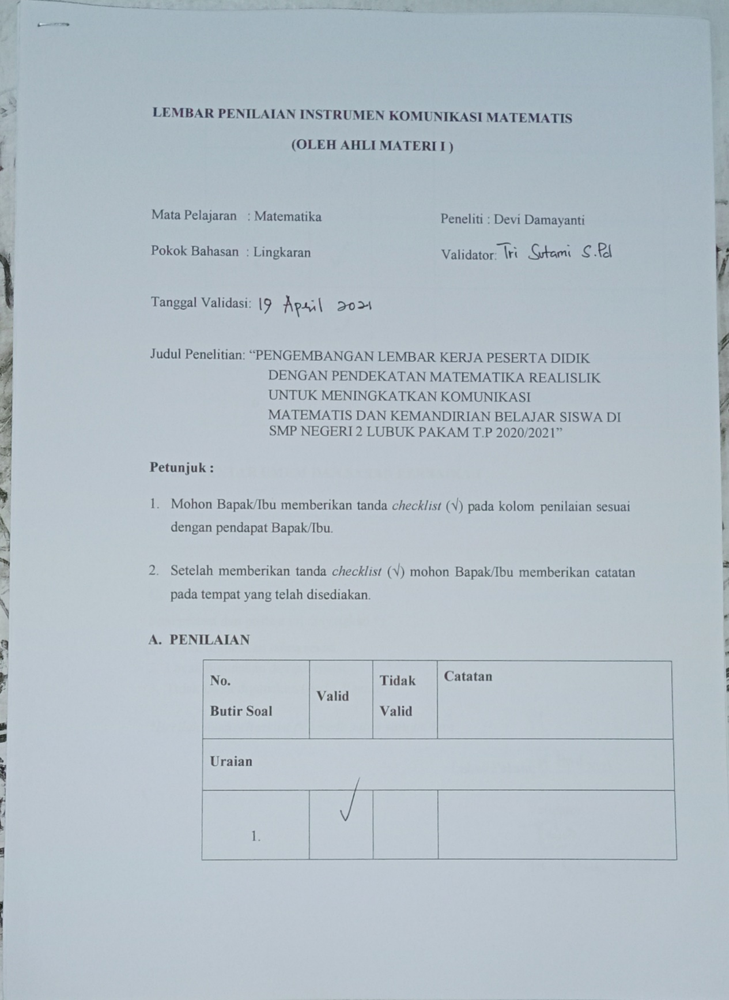 LEMBAR PENILAIAN INSTRUMEN KOMUNIKASI MATEMATIS
(OLEH AHLI MATERI I )
Mata Pelajaran : Matematika
Peneliti : Devi Damayanti
Pokok Bahasan : Lingkaran
Validator: Tri Sutami S.Pd
Tanggal Validasi: 19 April 2021
Judul Penelitian: “PENGEMBANGAN LEMBAR KERJA PESERTA DIDIK
DENGAN PENDEKATAN MATEMATIKA REALISLIK
UNTUK MENINGKATKAN KOMUNIKASI
MATEMATIS DAN KEMANDIRIAN BELAJAR SISWA DI
SMP NEGERI 2 LUBUK PAKAM T.P 2020/2021”
Petunjuk :
1. Mohon Bapak/Ibu memberikan tanda checklist (√) pada kolom penilaian sesuai
dengan pendapat Bapak/Ibu.
2. Setelah memberikan tanda checklist (√) mohon Bapak/Ibu memberikan catatan
pada tempat yang telah disediakan.
A. PENILAIAN
No.
Butir Soal
Valid
Tidak
Valid
Catatan
Uraian
1. √